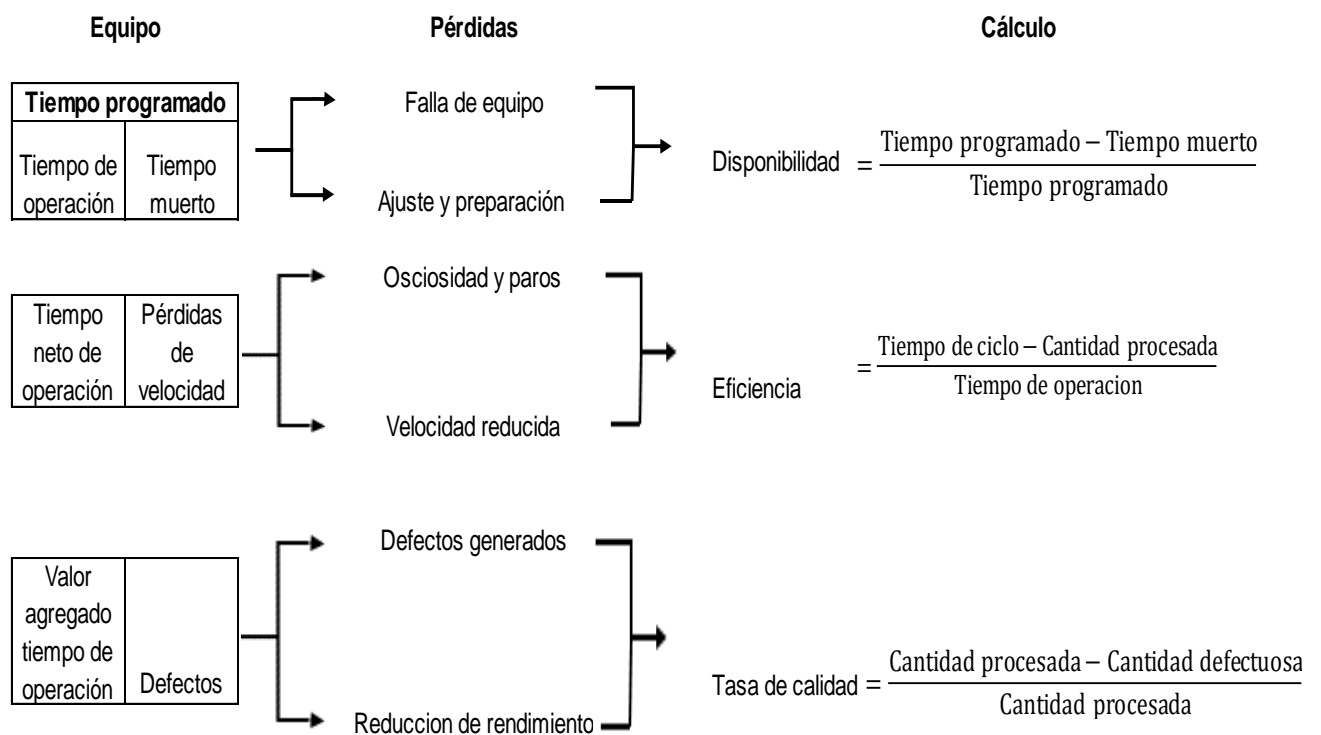 Equipo Pérdidas Cálculo
Tiempo programado
Tiempo de
operación
Tiempo
muerto
Falla de equipo
Ajuste y preparación
Disponibilidad = Tiempo programado − Tiempo muerto
Tiempo programado
Tiempo
neto de
operación
Pérdidas
de
velocidad
Osciosidad y paros
Velocidad reducida
Eficiencia = Tiempo de ciclo − Cantidad procesada
Tiempo de operacion
Valor
agregado
tiempo de
operación
Defectos
Defectos generados
Reduccion de rendimiento
Tasa de calidad = Cantidad procesada − Cantidad defectuosa
Cantidad procesada